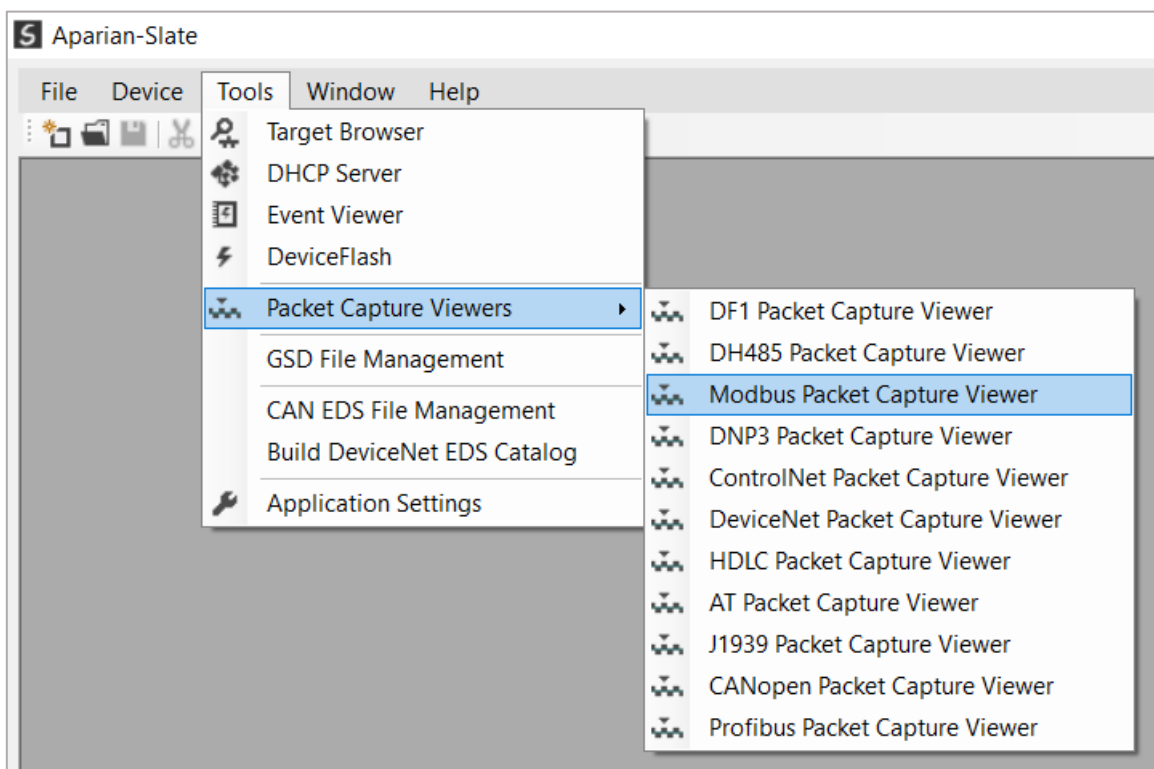 S Aparian-Slate
File Device Tools Window Help
Target Browser
DHCP Server
Event Viewer
DeviceFlash
Packet Capture Viewers
GSD File Management
CAN EDS File Management
Build DeviceNet EDS Catalog
Application Settings
DF1 Packet Capture Viewer
DH485 Packet Capture Viewer
Modbus Packet Capture Viewer
DNP3 Packet Capture Viewer
ControlNet Packet Capture Viewer
DeviceNet Packet Capture Viewer
HDLC Packet Capture Viewer
AT Packet Capture Viewer
J1939 Packet Capture Viewer
CANopen Packet Capture Viewer
Profibus Packet Capture Viewer